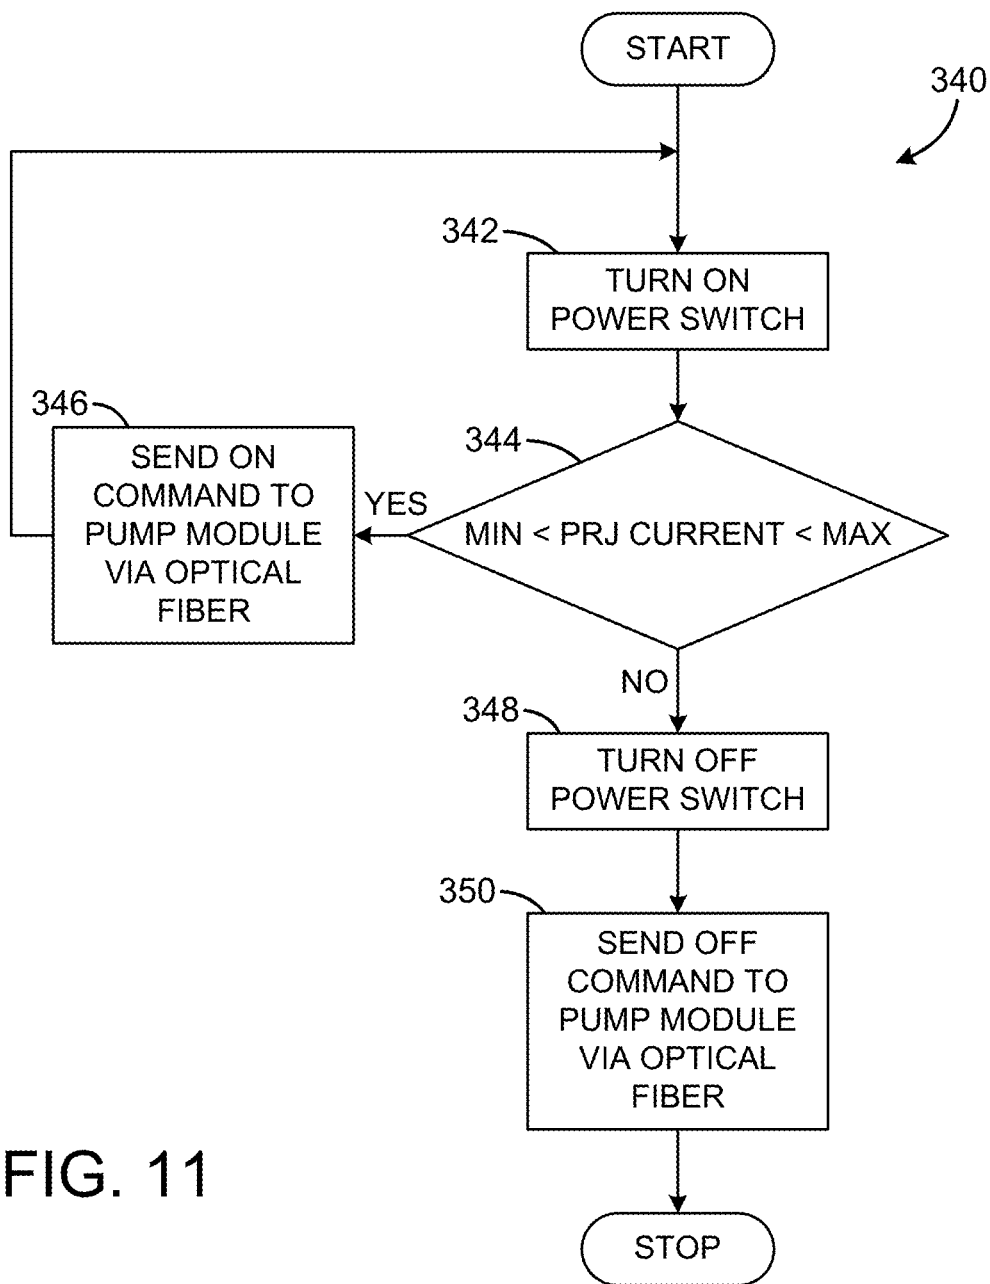 START
340
342
TURN ON
POWER SWITCH
346
SEND ON
COMMAND TO
PUMP MODULE
VIA OPTICAL
FIBER
YES
344
MIN < PRJ CURRENT < MAX
NO
348
TURN OFF
POWER SWITCH
350
SEND OFF
COMMAND TO
PUMP MODULE
VIA OPTICAL
FIBER
STOP
FIG. 11